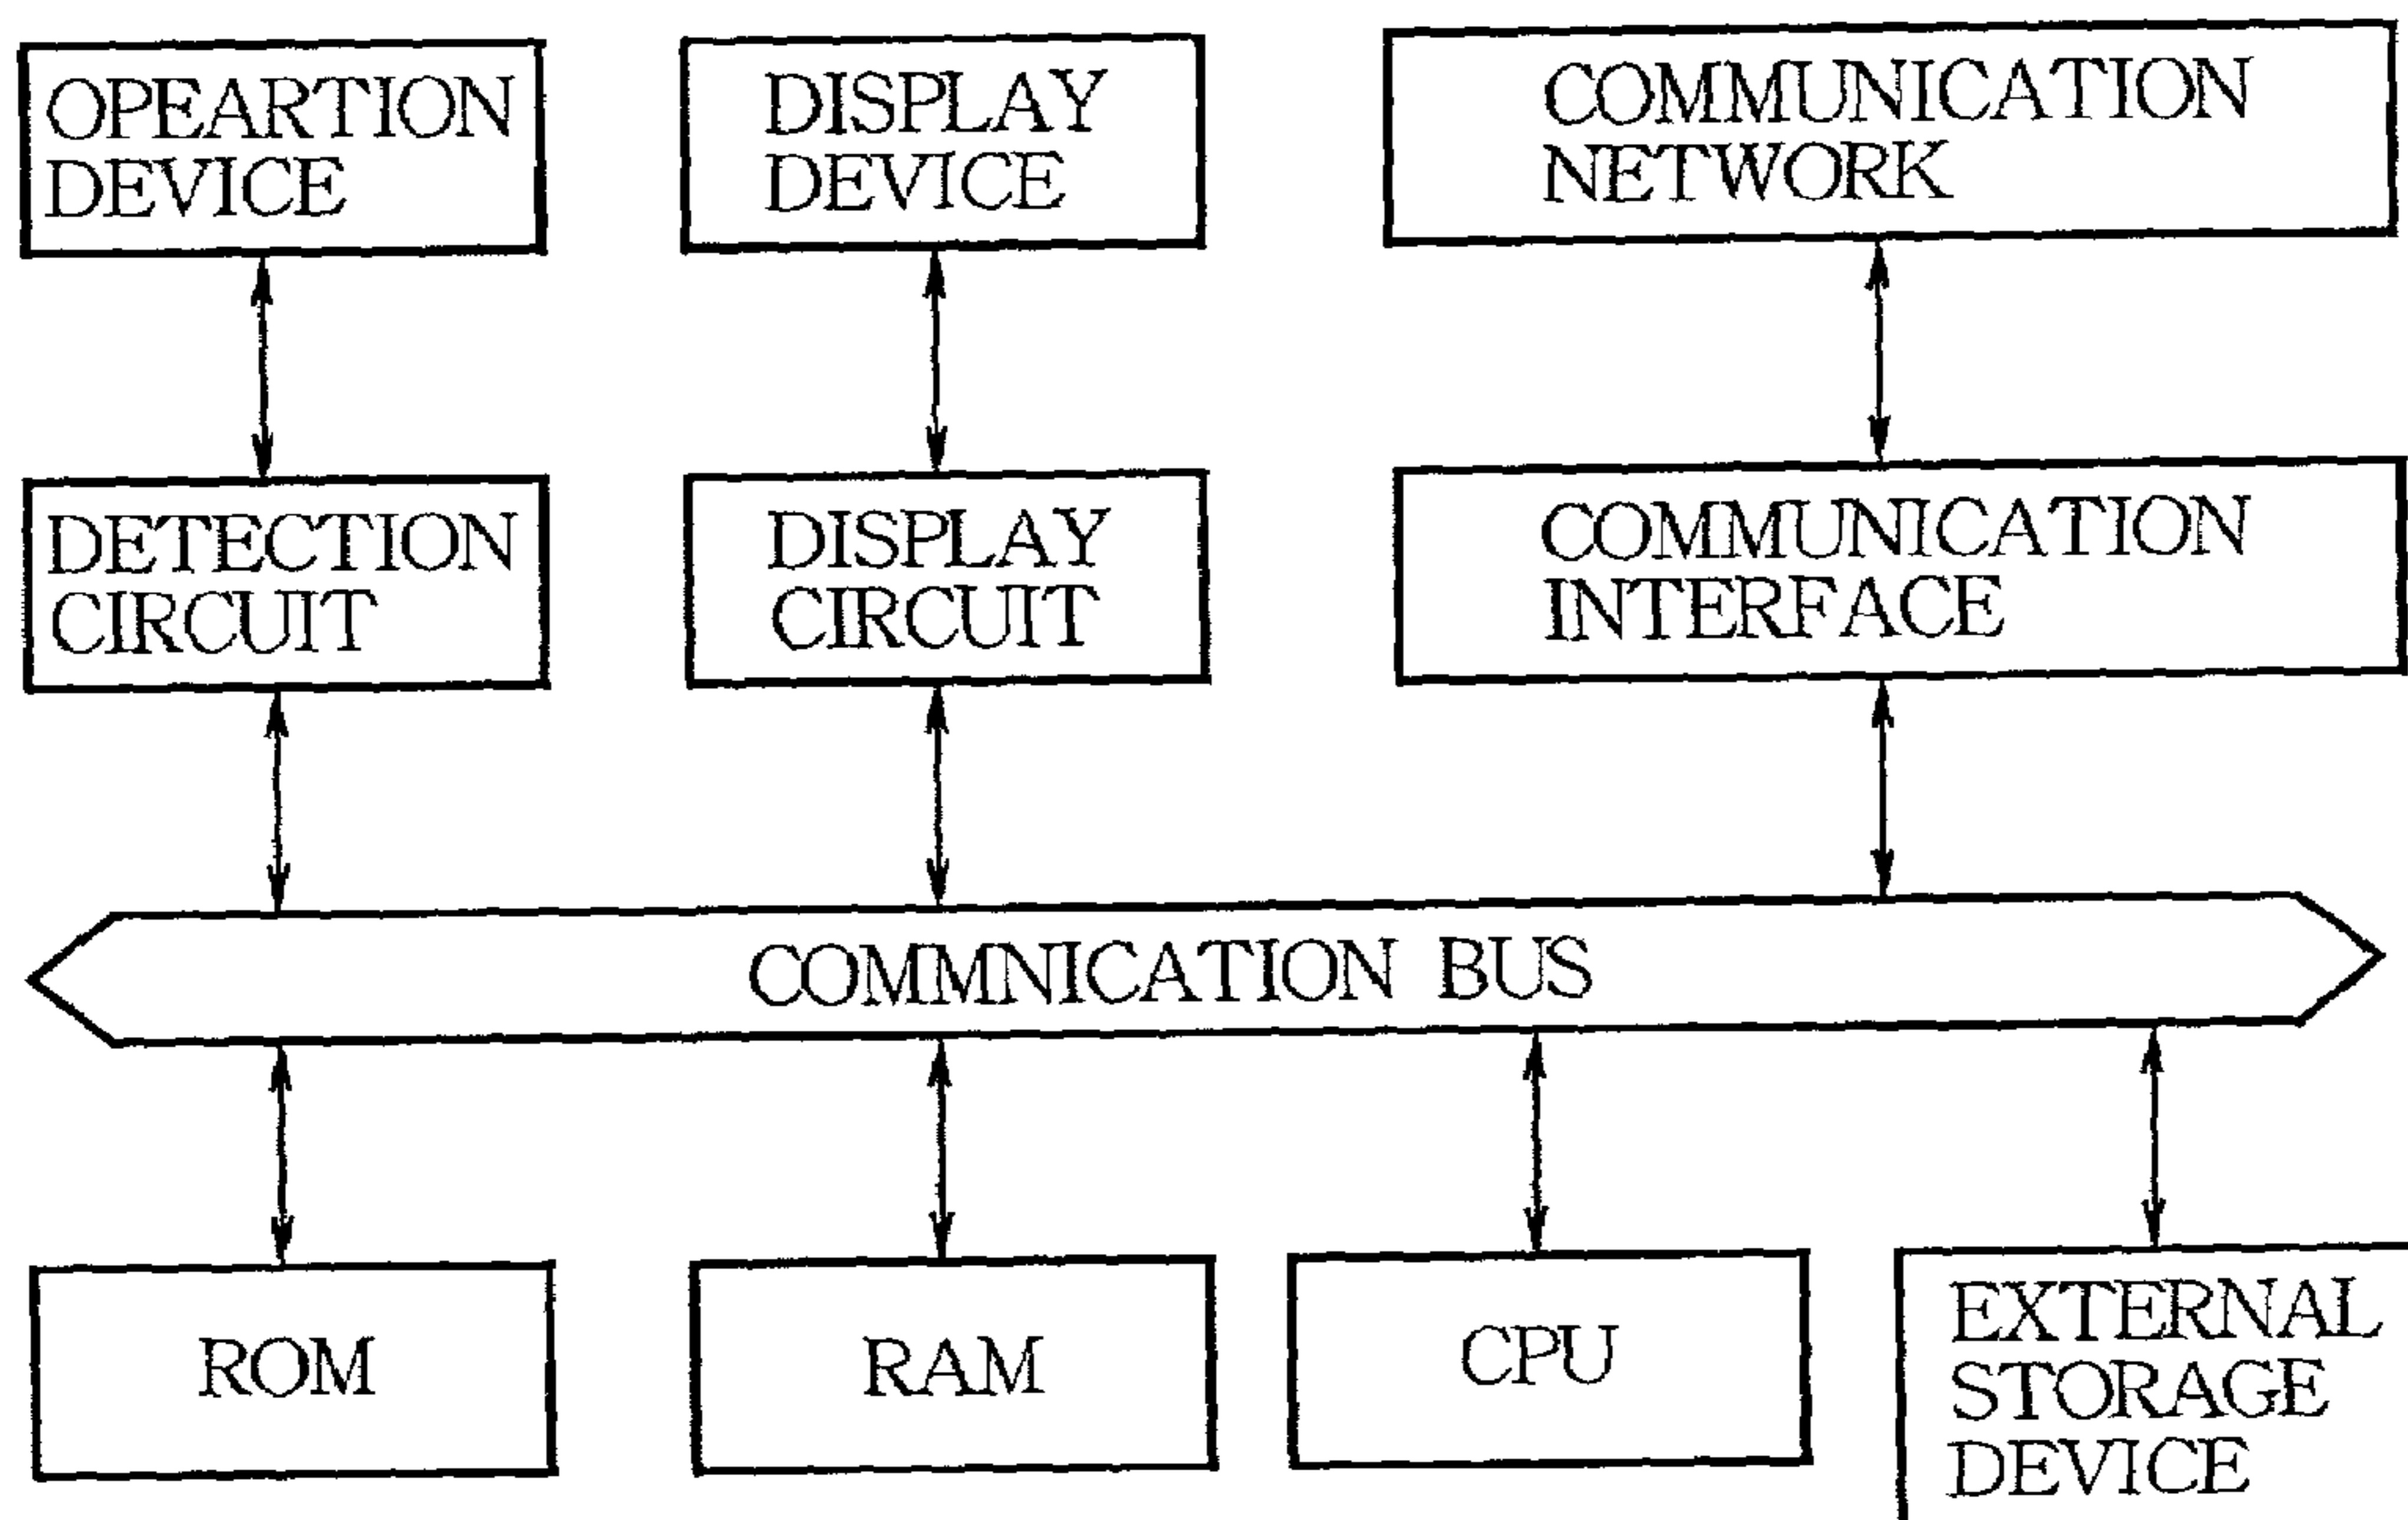 OPEARTION
DEVICE
DISPLAY
DEVICE
COMMUNICATION
NETWORK
DETECTION
CIRCUIT
DISPLAY
CIRCUIT
COMMUNICATION
INTERFACE
COMMNICATION BUS
ROM
RAM
CPU
EXTERNAL
STORAGE
DEVICE